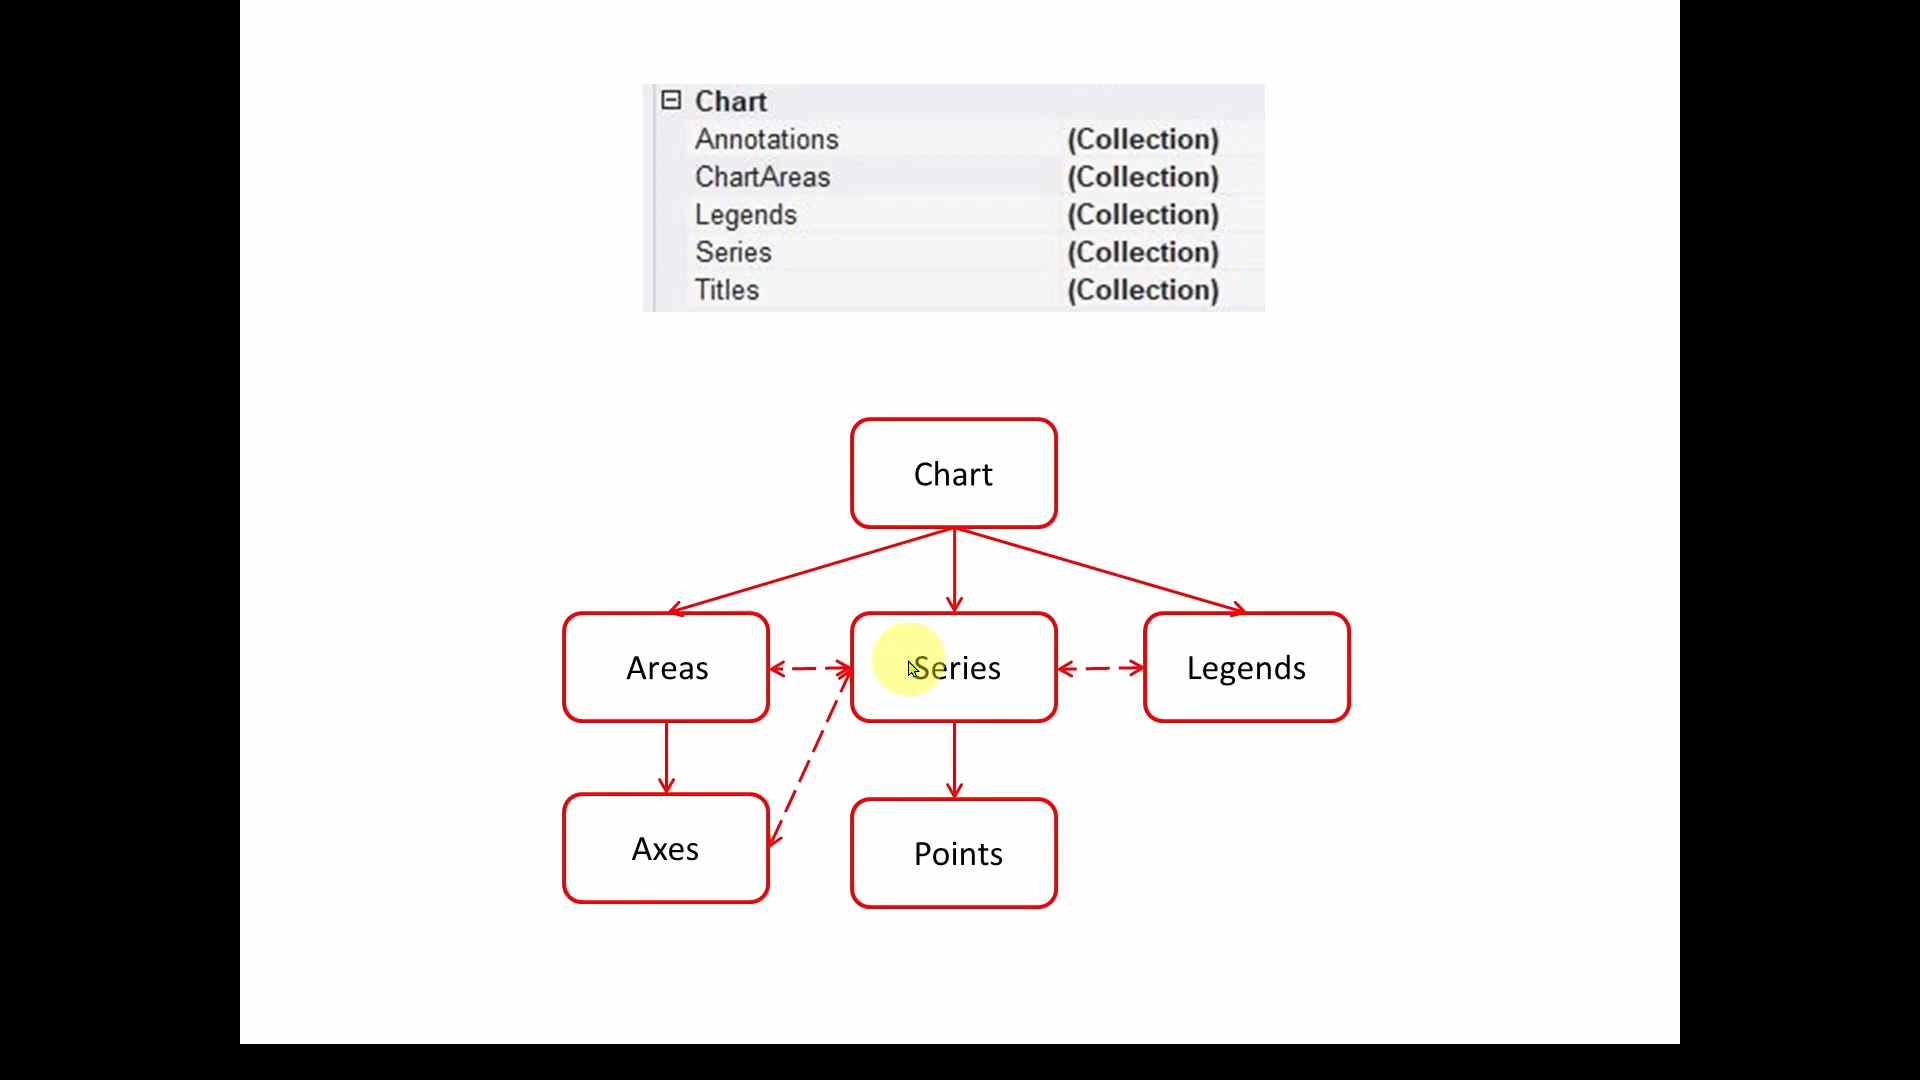 Chart
Annotations (Collection)
ChartAreas (Collection)
Legends (Collection)
Series (Collection)
Titles (Collection)
Chart
Areas
Series
Legends
Axes
Points